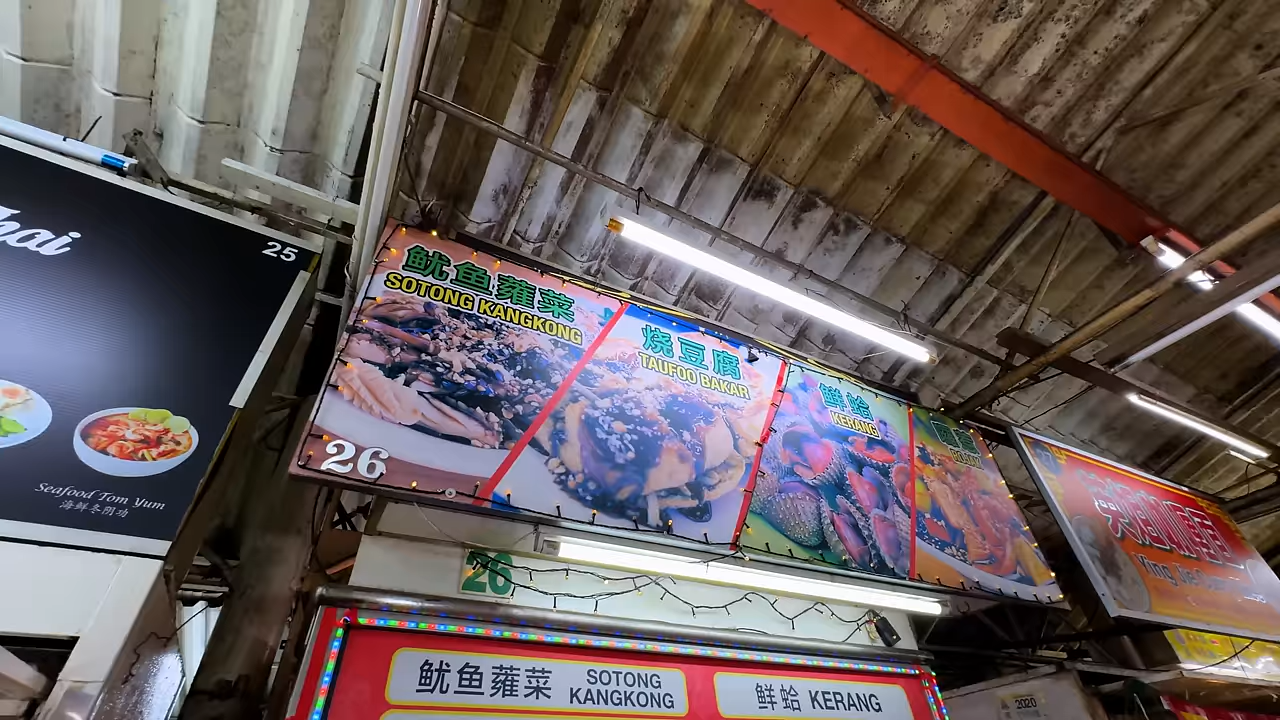 25
Seafood Tom Yum
海鲜冬阴功
鱿鱼蕹菜
SOTONG KANGKONG
26
烧豆腐
TAUFOO BAKAR
鲜蛤
KERANG
26
鱿鱼蕹菜
SOTONG
KANGKONG
鲜蛤 KERANG
2020